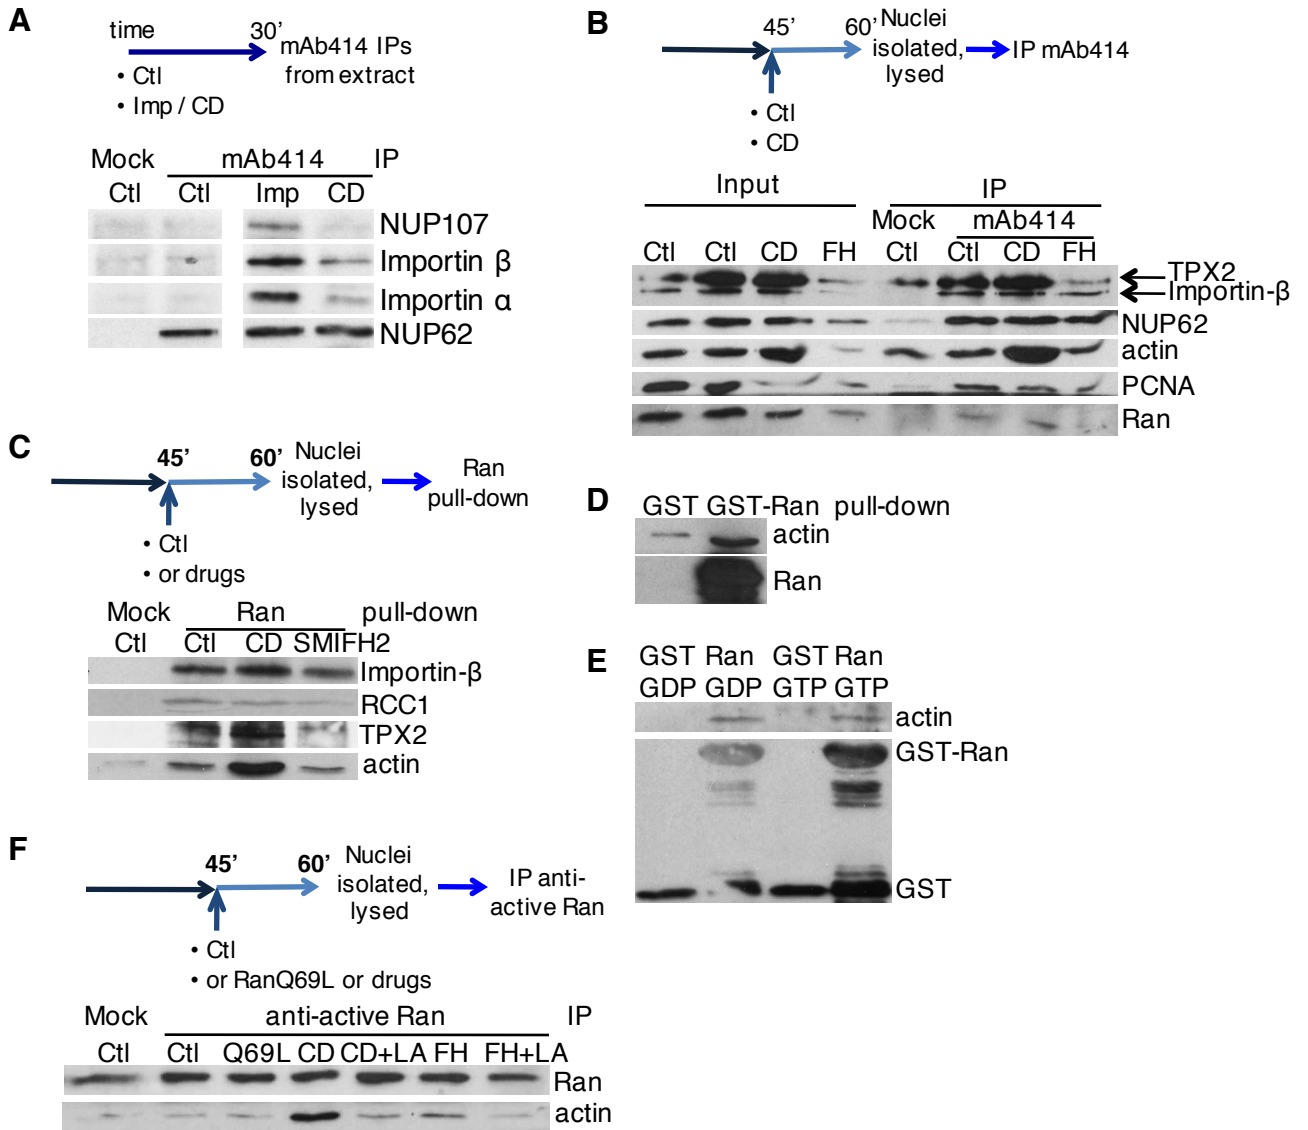 A
time
30’
mAb414 IPs
from extract
• Ctl
• Imp / CD
Mock
mAb414
IP
Ctl
Ctl
Imp
CD
NUP107
Importin β
Importin α
NUP62
B
45’
60’
Nuclei
isolated,
lysed
IP mAb414
• Ctl
• CD
Input
IP
Mock
mAb414
Ctl
Ctl
CD
FH
Ctl
Ctl
CD
FH
TPX2
Importin-β
NUP62
actin
PCNA
Ran
C
45’
60’
Nuclei
isolated,
lysed
Ran
pull-down
• Ctl
• or drugs
Mock
Ran
pull-down
Ctl
Ctl
CD
SMIFH2
Importin-β
RCC1
TPX2
actin
D
GST
GST-Ran
pull-down
actin
Ran
E
GST
Ran
GST
Ran
GDP
GDP
GTP
GTP
actin
GST-Ran
GST
F
45’
60’
Nuclei
isolated,
lysed
IP anti-
active Ran
• Ctl
• or RanQ69L or drugs
Mock
anti-active Ran
IP
Ctl
Ctl
Q69L
CD
CD+LA
FH
FH+LA
Ran
actin